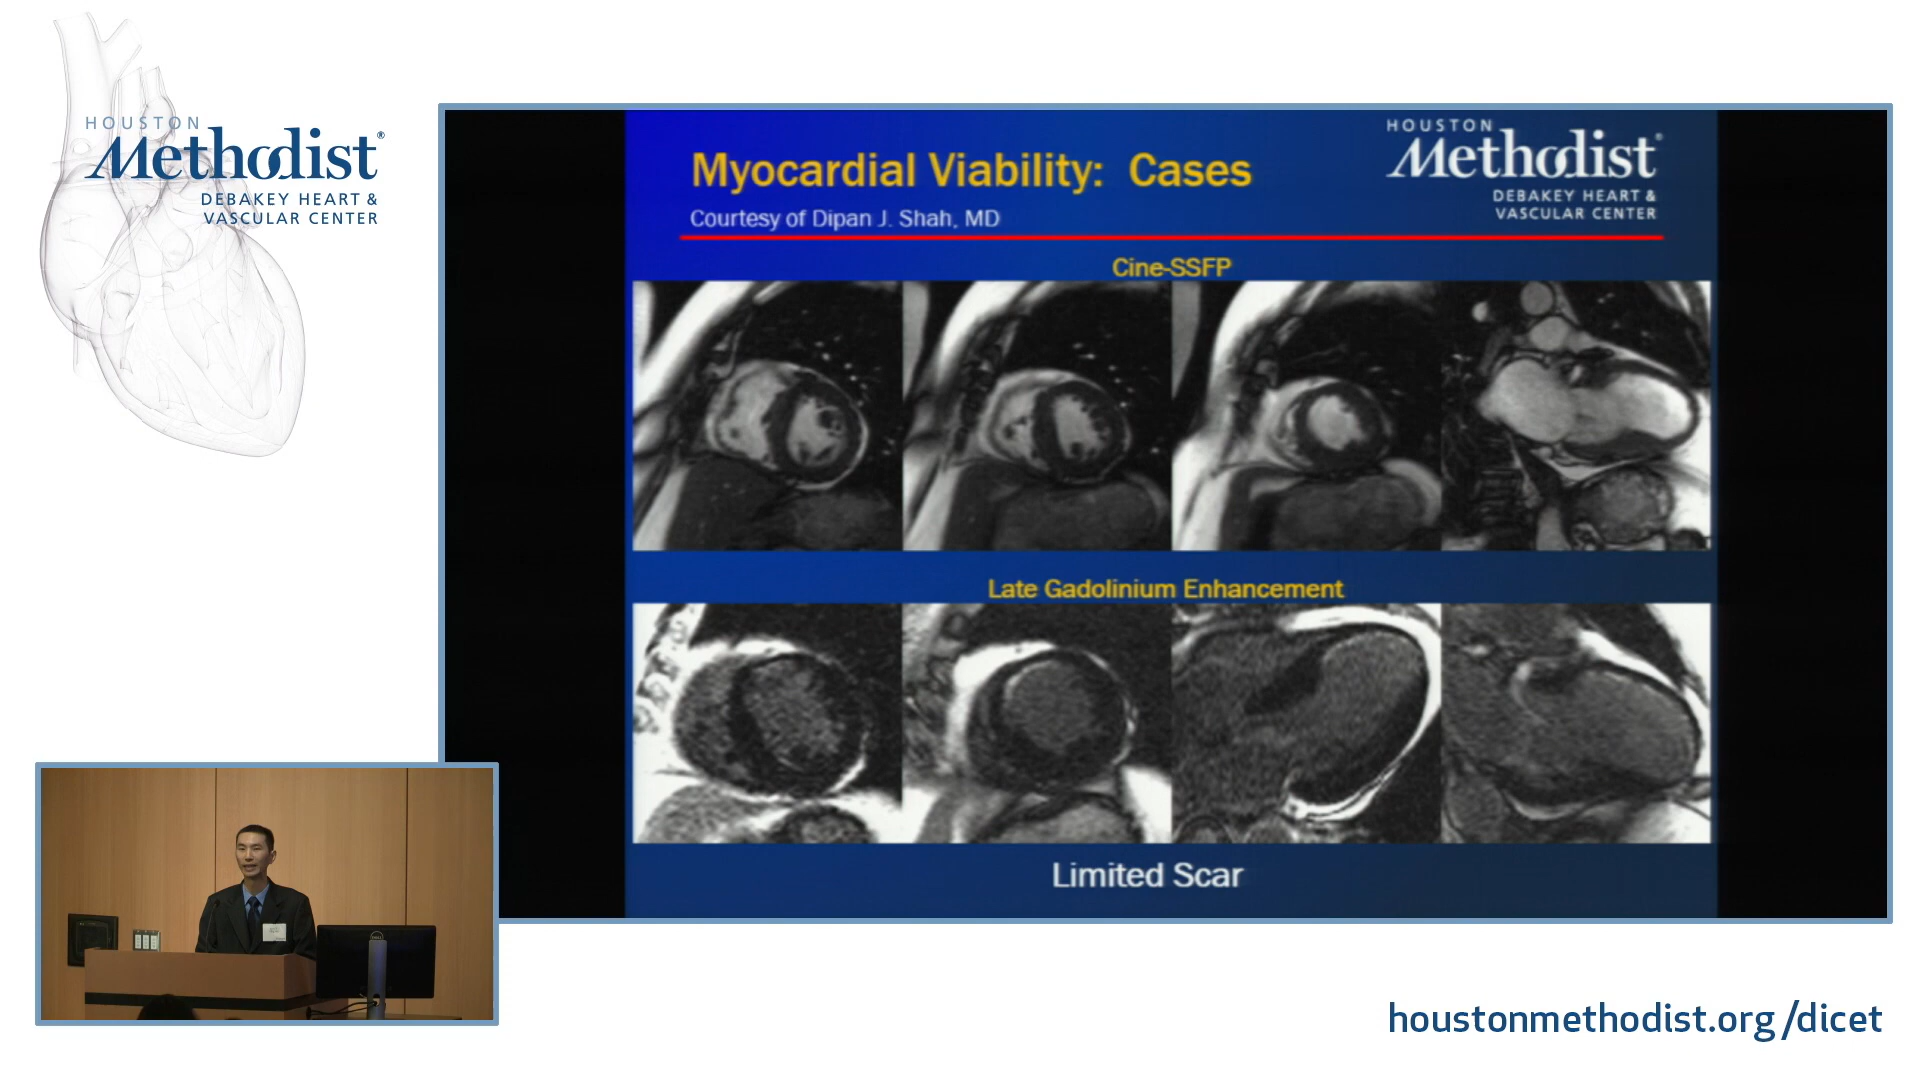 HOUSTON
Methodist®
DEBAKEY HEART &
VASCULAR CENTER
Myocardial Viability: Cases
Courtesy of Dipan J. Shah, MD
HOUSTON
Methodist®
DEBAKEY HEART &
VASCULAR CENTER
Cine-SSFP
Late Gadolinium Enhancement
Limited Scar
houstonmethodist.org/dicet